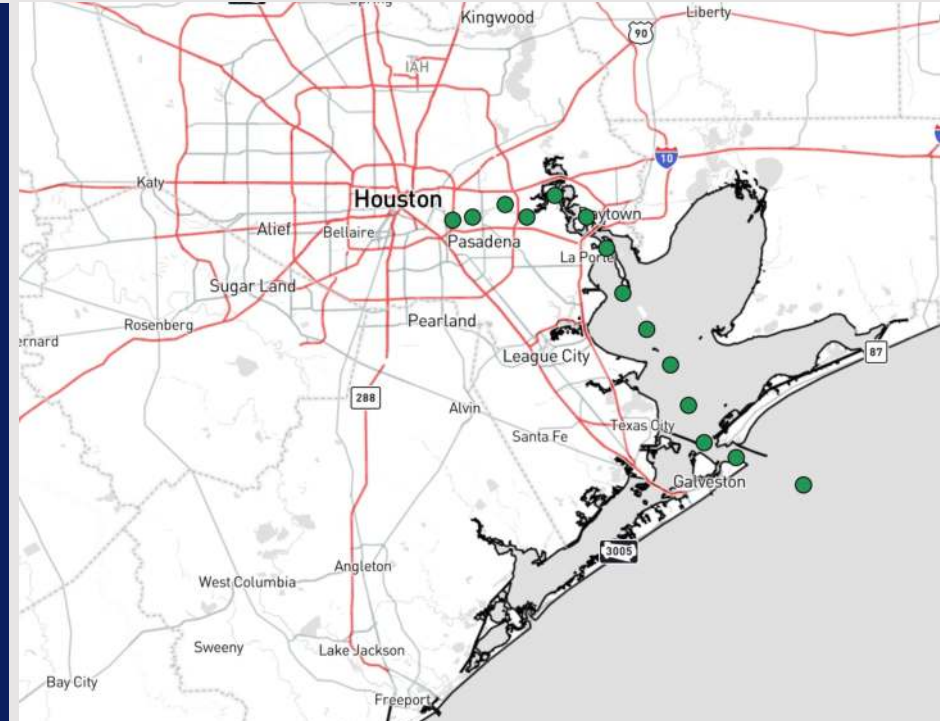 Kingwood
Liberty
90
IAH
10
Katy
Houston
Alief
Bellaire
Pasadena
La Porte
Sugar Land
Pearland
Rosenberg
League City
87
288
Alvin
Texas City
Santa Fe
Galveston
3005
Angleton
West Columbia
Sweeny
Lake Jackson
Bay City
Freeport